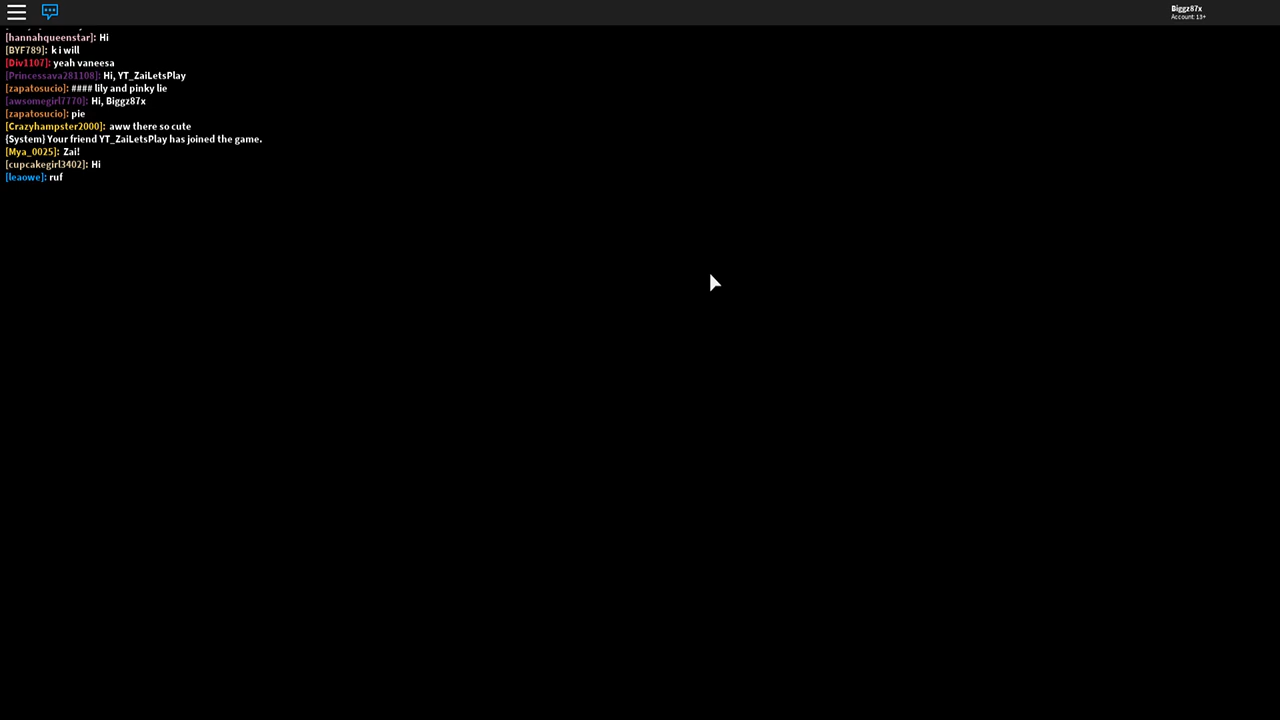 Biggz87x
Account: 13+
[hannahqueenstar]: Hi
[BYF789]: k i will
[Div1107]: yeah vaneesa
[Princessava281108]: Hi, YT_ZaiLetsPlay
[zapatosucio]: #### lily and pinky lie
[awsomegirl7770]: Hi, Biggz87x
[zapatosucio]: pie
[Crazyhampster2000]: aww there so cute
{System} Your friend YT_ZaiLetsPlay has joined the game.
[Mya_0025]: Zai!
[cupcakegirl3402]: Hi
[leaowe]: ruf